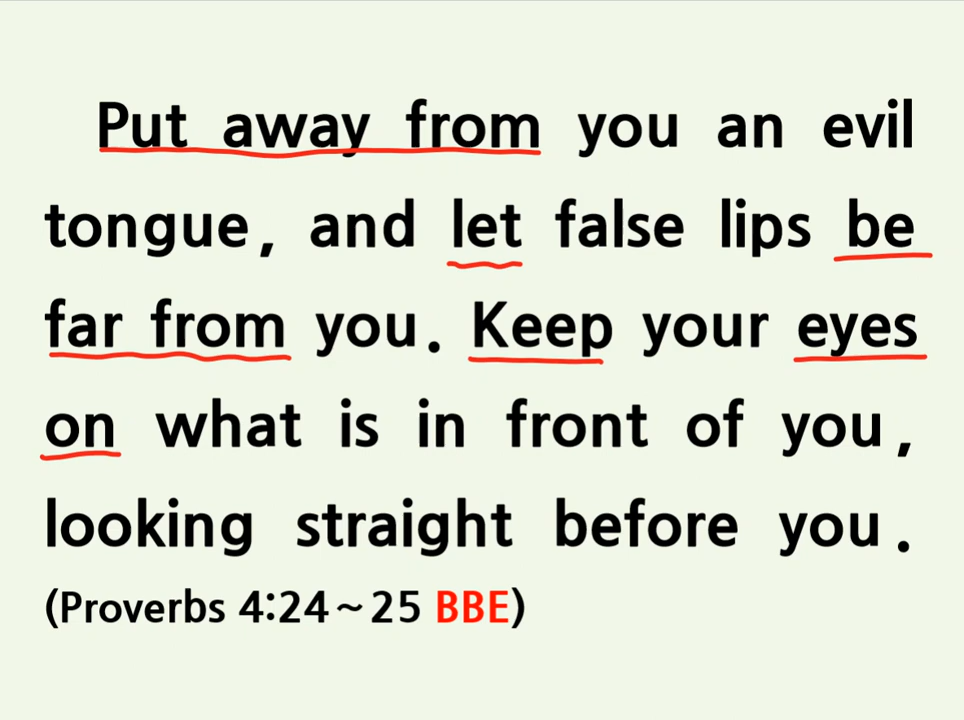 Put away from you an evil
tongue, and let false lips be
far from you. Keep your eyes
on what is in front of you,
looking straight before you.
(Proverbs 4:24~25 BBE)